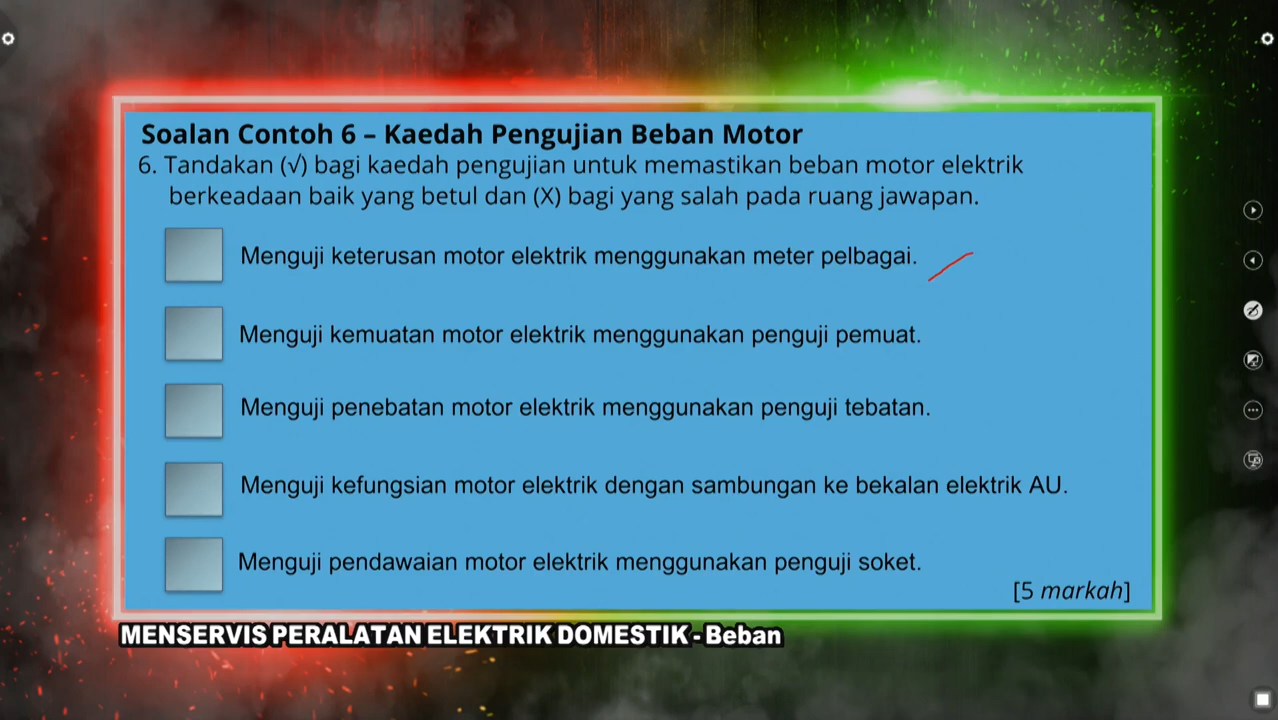 Soalan Contoh 6 – Kaedah Pengujian Beban Motor
6. Tandakan (√) bagi kaedah pengujian untuk memastikan beban motor elektrik
berkeadaan baik yang betul dan (X) bagi yang salah pada ruang jawapan.
Menguji keterusan motor elektrik menggunakan meter pelbagai.
Menguji kemuatan motor elektrik menggunakan penguji pemuat.
Menguji penebatan motor elektrik menggunakan penguji tebatan.
Menguji kefungsian motor elektrik dengan sambungan ke bekalan elektrik AU.
Menguji pendawaian motor elektrik menggunakan penguji soket.
[5 markah]
MENSERVIS PERALATAN ELEKTRIK DOMESTIK - Beban